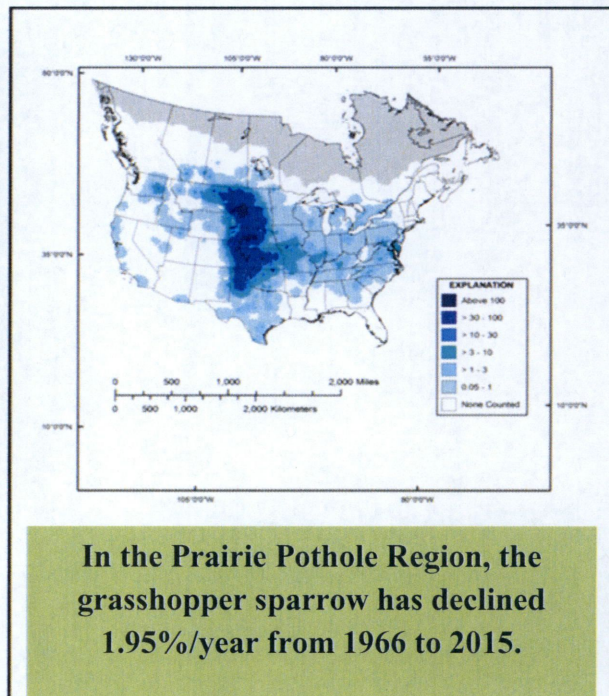 130°0'0"W 105°0'0"W 80°0'0"W 55°0'0"W
35°0'0"N
35°0'0"N
EXPLANATION
Above 100
> 30 - 100
> 10 - 30
> 3 - 10
> 1 - 3
0.05 - 1
None Counted
0 500 1,000 2,000 Miles
0 500 1,000 2,000 Kilometers
10°0'0"N
10°0'0"N
105°0'0"W 80°0'0"W
In the Prairie Pothole Region, the
grasshopper sparrow has declined
1.95%/year from 1966 to 2015.